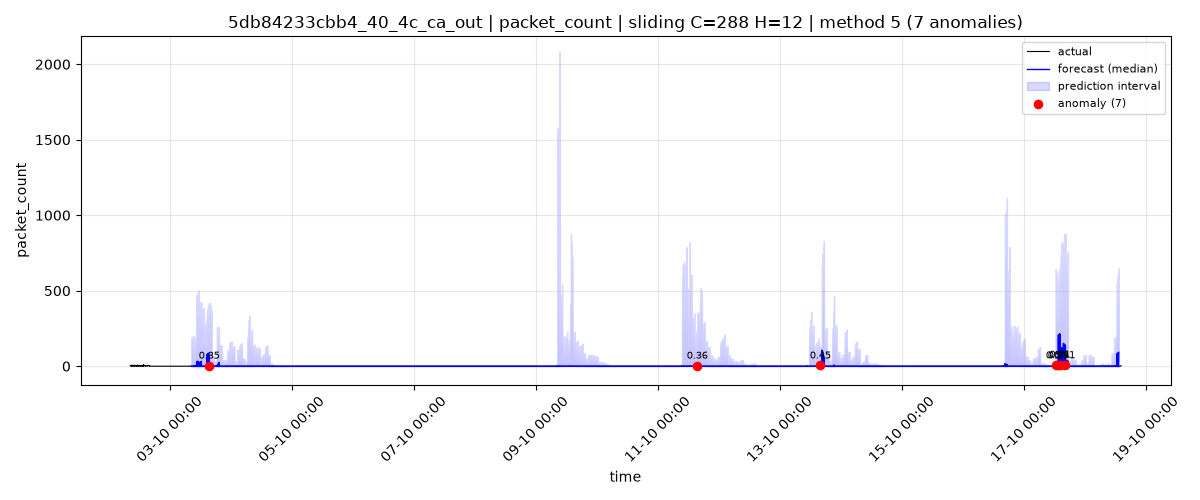 5db84233cbb4_40_4c_ca_out | packet_count | sliding C=288 H=12 | method 5 (7 anomalies)
actual
forecast (median)
prediction interval
anomaly (7)
packet_count
2000
1500
1000
500
0
0.35
0.36
0.45
03-10 00:00
05-10 00:00
07-10 00:00
09-10 00:00
11-10 00:00
13-10 00:00
15-10 00:00
17-10 00:00
19-10 00:00
time